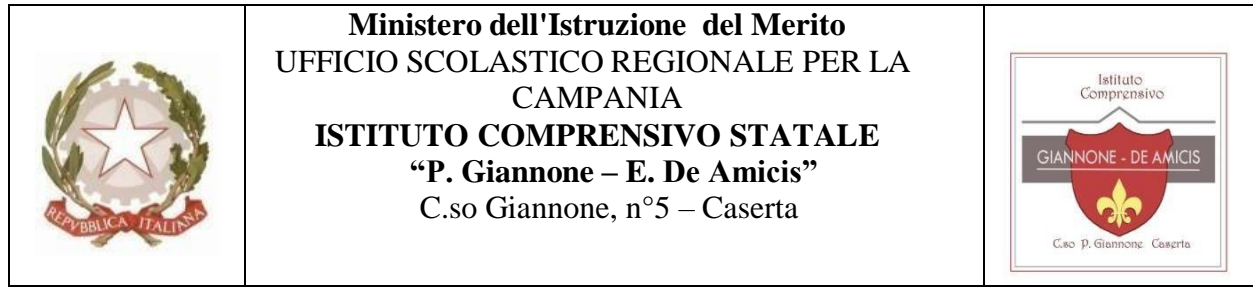 REPVBBLICA ITALIANA
Ministero dell'Istruzione del Merito
UFFICIO SCOLASTICO REGIONALE PER LA
CAMPANIA
ISTITUTO COMPRENSIVO STATALE
“P. Giannone – E. De Amicis”
C.so Giannone, n°5 – Caserta
Istituto
Comprensivo
GIANNONE - DE AMICIS
C.so P. Giannone Caserta